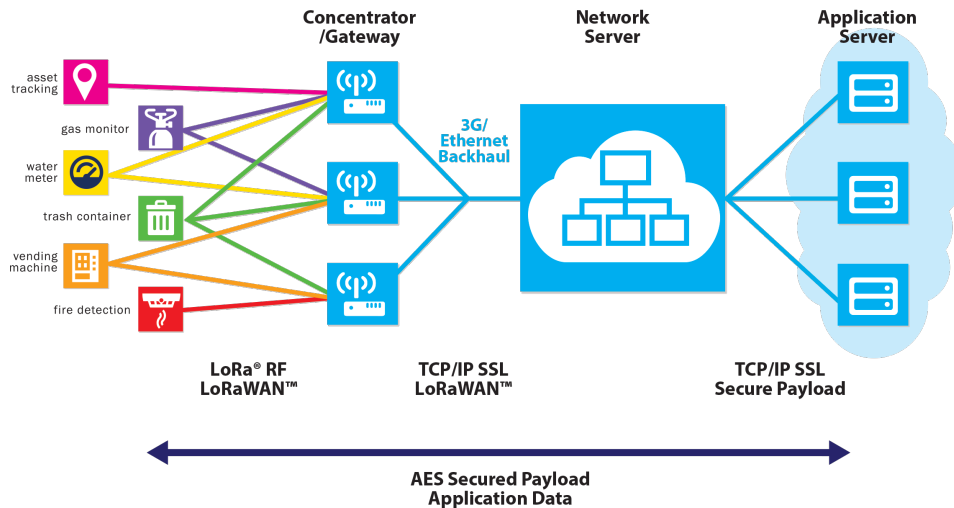 Concentrator
/Gateway
Network
Server
Application
Server
asset
tracking
gas monitor
water
meter
trash container
vending
machine
fire detection
3G/
Ethernet
Backhaul
LoRa® RF
LoRaWAN™
TCP/IP SSL
LoRaWAN™
TCP/IP SSL
Secure Payload
AES Secured Payload
Application Data